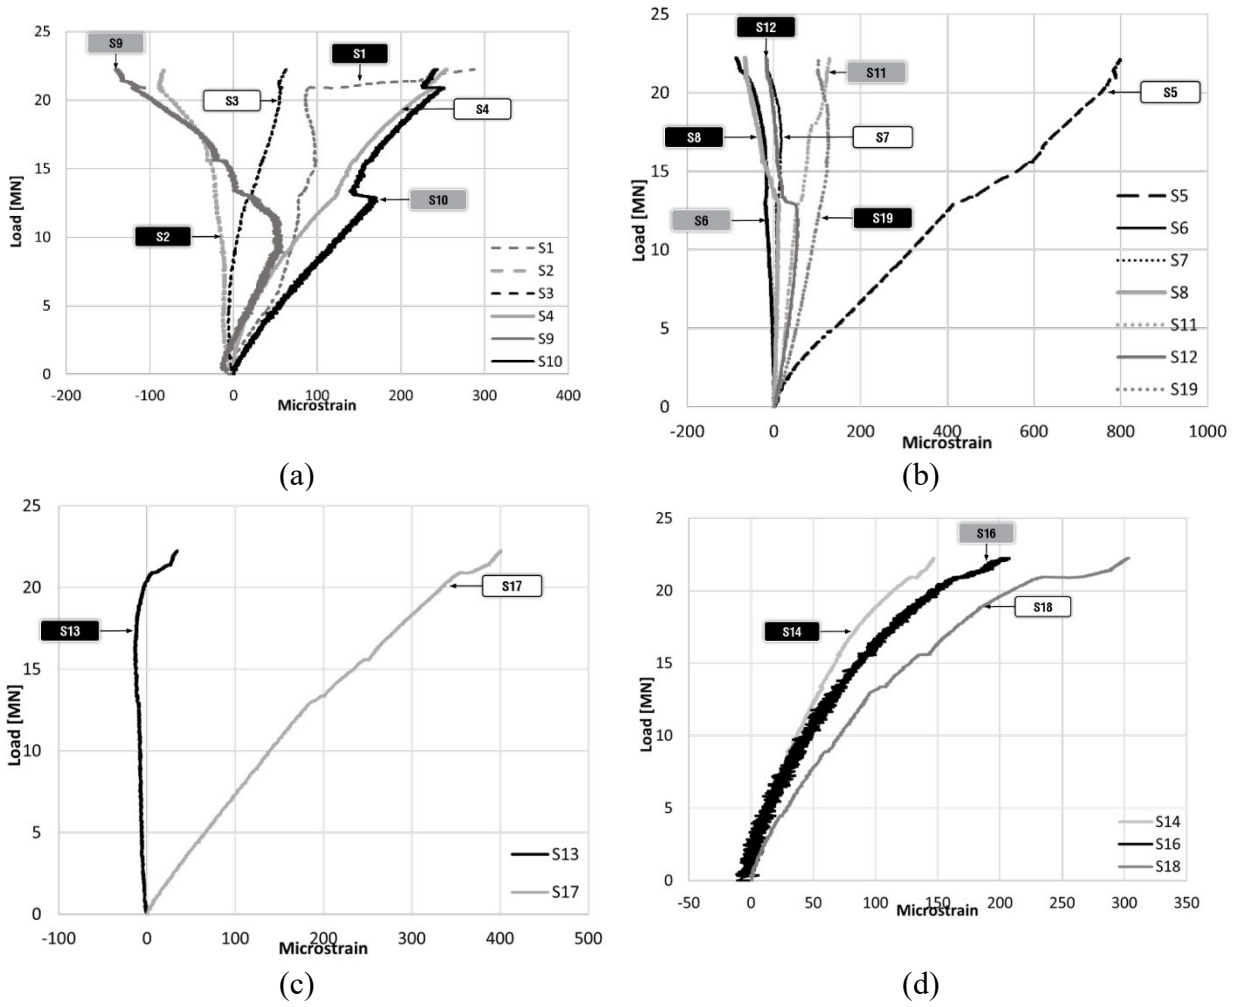 25
20
15
10
5
0
Load [MN]
S9
S1
S3
S4
S10
S2
S1
S2
S3
S4
S9
S10
-200 -100 0 100 200 300 400
Microstrain
(a)
25
20
15
10
5
0
Load [MN]
S12
S11
S5
S8
S7
S6
S19
S5
S6
S7
S8
S11
S12
S19
-200 0 200 400 600 800 1000
Microstrain
(b)
25
20
15
10
5
0
Load [MN]
S17
S13
S13
S17
-100 0 100 200 300 400 500
Microstrain
(c)
25
20
15
10
5
0
Load [MN]
S16
S18
S14
S14
S16
S18
-50 0 50 100 150 200 250 300 350
Microstrain
(d)